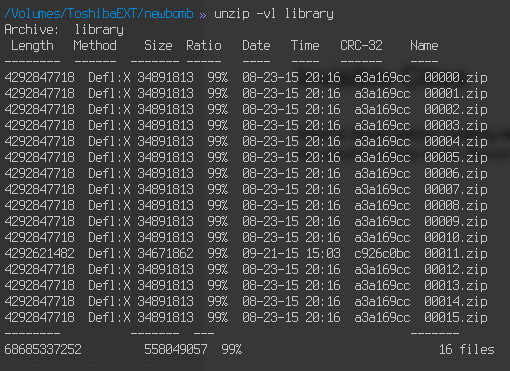 /Volumes/ToshibaEXT/newbomb » unzip -vl library
Archive:  library
 Length   Method    Size  Ratio   Date   Time   CRC-32    Name
--------  ------  ------- -----   ----   ----   ------    ----
4292847718  Defl:X 34891813  99%  08-23-15 20:16  a3a169cc  00000.zip
4292847718  Defl:X 34891813  99%  08-23-15 20:16  a3a169cc  00001.zip
4292847718  Defl:X 34891813  99%  08-23-15 20:16  a3a169cc  00002.zip
4292847718  Defl:X 34891813  99%  08-23-15 20:16  a3a169cc  00003.zip
4292847718  Defl:X 34891813  99%  08-23-15 20:16  a3a169cc  00004.zip
4292847718  Defl:X 34891813  99%  08-23-15 20:16  a3a169cc  00005.zip
4292847718  Defl:X 34891813  99%  08-23-15 20:16  a3a169cc  00006.zip
4292847718  Defl:X 34891813  99%  08-23-15 20:16  a3a169cc  00007.zip
4292847718  Defl:X 34891813  99%  08-23-15 20:16  a3a169cc  00008.zip
4292847718  Defl:X 34891813  99%  08-23-15 20:16  a3a169cc  00009.zip
4292847718  Defl:X 34891813  99%  08-23-15 20:16  a3a169cc  00010.zip
4292621482  Defl:X 34671862  99%  09-21-15 15:03  c926c0bc  00011.zip
4292847718  Defl:X 34891813  99%  08-23-15 20:16  a3a169cc  00012.zip
4292847718  Defl:X 34891813  99%  08-23-15 20:16  a3a169cc  00013.zip
4292847718  Defl:X 34891813  99%  08-23-15 20:16  a3a169cc  00014.zip
4292847718  Defl:X 34891813  99%  08-23-15 20:16  a3a169cc  00015.zip
--------          -------  ---                            -------
68685337252         558049057  99%                            16 files